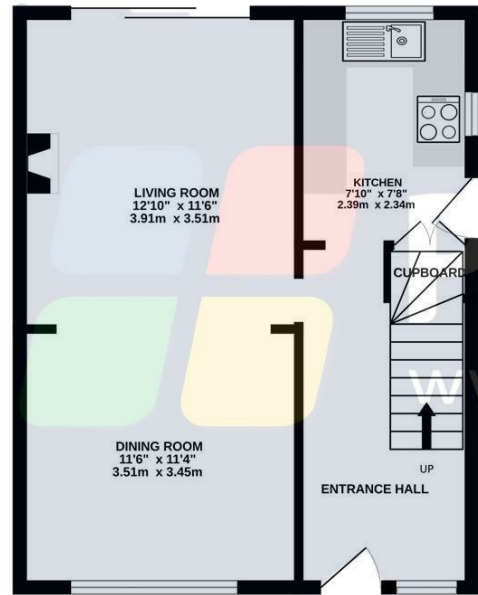 LIVING ROOM
12'10" x 11'6"
3.91m x 3.51m
KITCHEN
7'10" x 7'8"
2.39m x 2.34m
CUPBOARD
DINING ROOM
11'6" x 11'4"
3.51m x 3.45m
UP
ENTRANCE HALL